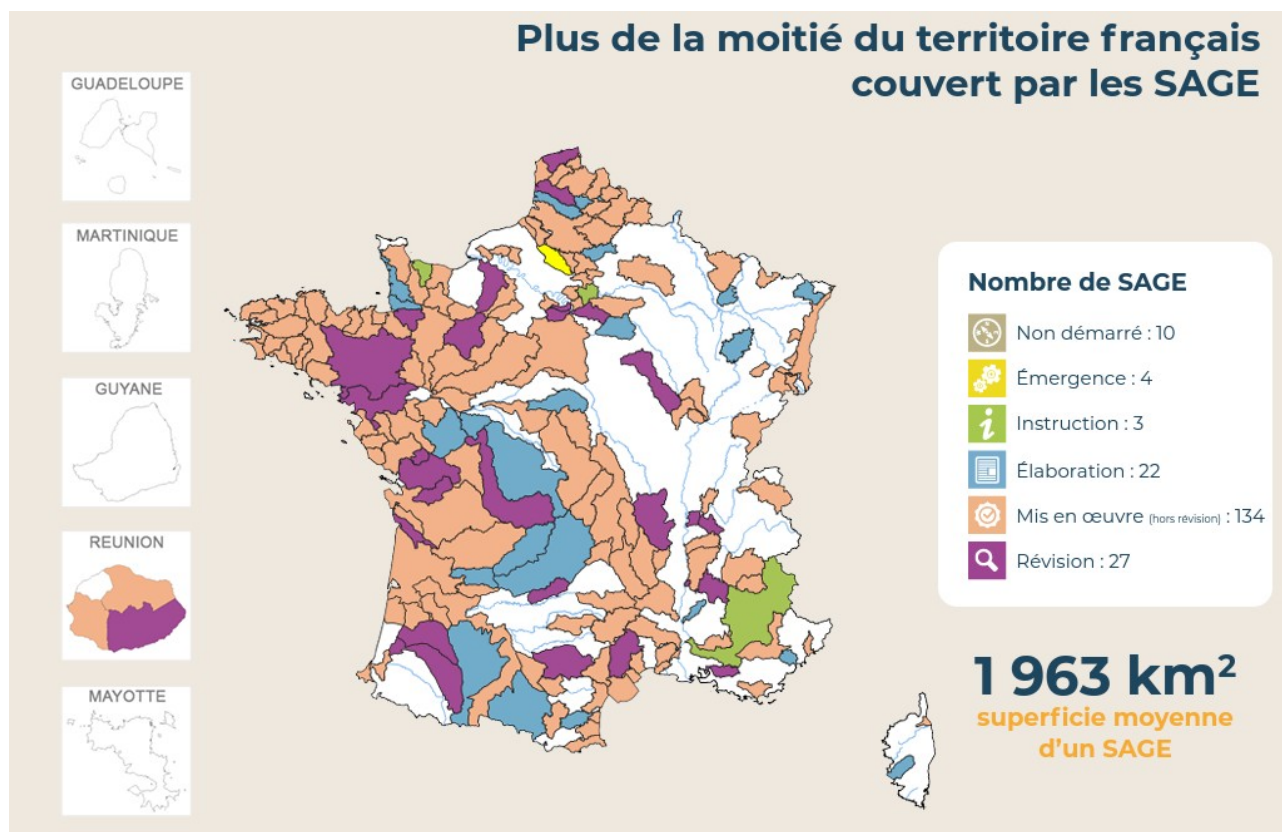 Plus de la moitié du territoire français
couvert par les SAGE
GUADELOUPE
MARTINIQUE
GUYANE
REUNION
MAYOTTE
Nombre de SAGE
Non démarré : 10
Émergence : 4
Instruction : 3
Élaboration : 22
Mis en œuvre (hors révision) : 134
Révision : 27
1 963 km²
superficie moyenne
d'un SAGE